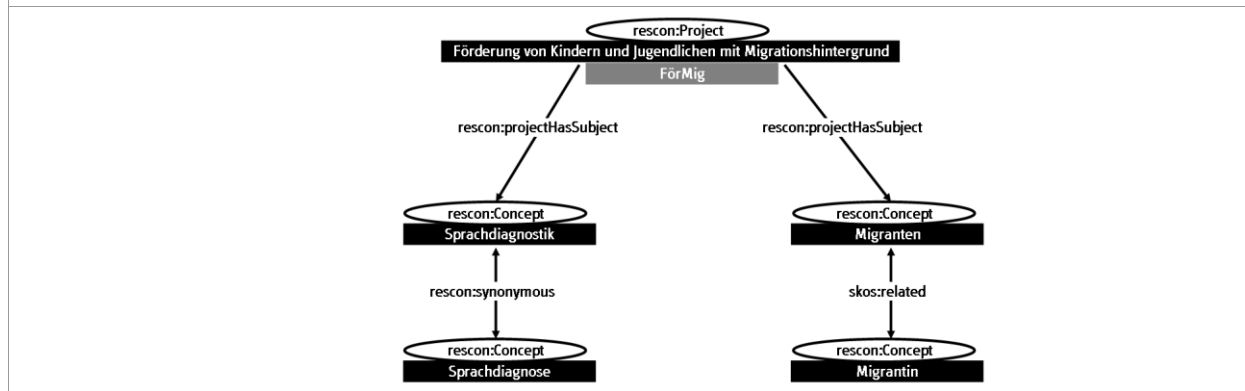 rescon:Project
Förderung von Kindern und Jugendlichen mit Migrationshintergrund
FörMig
rescon:projectHasSubject
rescon:projectHasSubject
rescon:Concept
Sprachdiagnostik
rescon:Concept
Migranten
rescon:synonymous
skos:related
rescon:Concept
Sprachdiagnose
rescon:Concept
Migrantin